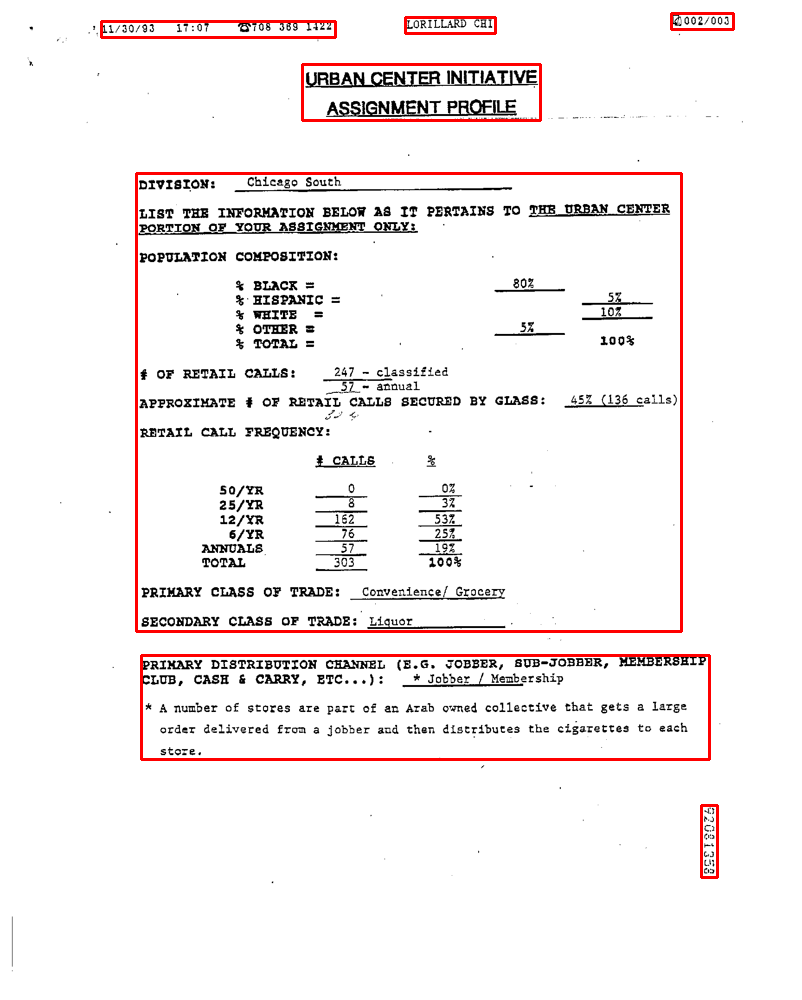 11/30/93 17:07 ☎708 369 1422 LORILLARD CHI 002/003
URBAN CENTER INITIATIVE
ASSIGNMENT PROFILE
DIVISION: Chicago South
LIST THE INFORMATION BELOW AS IT PERTAINS TO THE URBAN CENTER
PORTION OF YOUR ASSIGNMENT ONLY:
POPULATION COMPOSITION:
% BLACK = 80%
% HISPANIC = 5%
% WHITE = 10%
% OTHER = 5%
% TOTAL = 100%
# OF RETAIL CALLS: 247 - classified
57 - annual
APPROXIMATE # OF RETAIL CALLS SECURED BY GLASS: 45% (136 calls)
RETAIL CALL FREQUENCY:
# CALLS %
50/YR 0 0%
25/YR 8 3%
12/YR 162 53%
6/YR 76 25%
ANNUALS 57 19%
TOTAL 303 100%
PRIMARY CLASS OF TRADE: Convenience/ Grocery
SECONDARY CLASS OF TRADE: Liquor
PRIMARY DISTRIBUTION CHANNEL (E.G. JOBBER, SUB-JOBBER, MEMBERSHIP
CLUB, CASH & CARRY, ETC...): * Jobber / Membership
* A number of stores are part of an Arab owned collective that gets a large
order delivered from a jobber and then distributes the cigarettes to each
store.
92081358